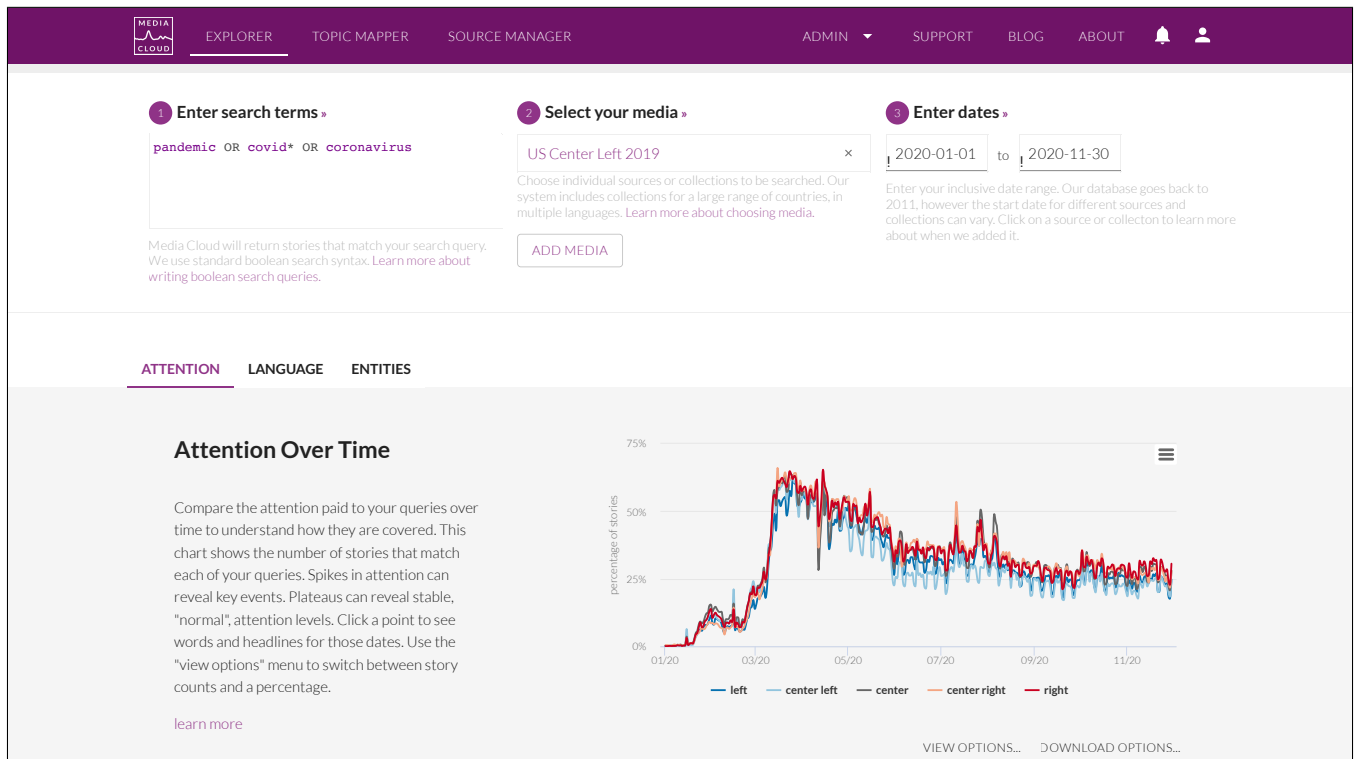 MEDIA
CLOUD
EXPLORER
TOPIC MAPPER
SOURCE MANAGER
ADMIN
SUPPORT
BLOG
ABOUT
1 Enter search terms »
pandemic OR covid* OR coronavirus
Media Cloud will return stories that match your search query.
We use standard boolean search syntax. Learn more about
writing boolean search queries.
2 Select your media »
US Center Left 2019 ×
Choose individual sources or collections to be searched. Our
system includes collections for a large range of countries, in
multiple languages. Learn more about choosing media.
ADD MEDIA
3 Enter dates »
! 2020-01-01 to ! 2020-11-30
Enter your inclusive date range. Our database goes back to
2011, however the start date for different sources and
collections can vary. Click on a source or collecton to learn more
about when we added it.
ATTENTION
LANGUAGE
ENTITIES
Attention Over Time
Compare the attention paid to your queries over
time to understand how they are covered. This
chart shows the number of stories that match
each of your queries. Spikes in attention can
reveal key events. Plateaus can reveal stable,
"normal", attention levels. Click a point to see
words and headlines for those dates. Use the
"view options" menu to switch between story
counts and a percentage.
learn more
percentage of stories
75%
50%
25%
0%
01/20
03/20
05/20
07/20
09/20
11/20
left
center left
center
center right
right
VIEW OPTIONS...
DOWNLOAD OPTIONS...